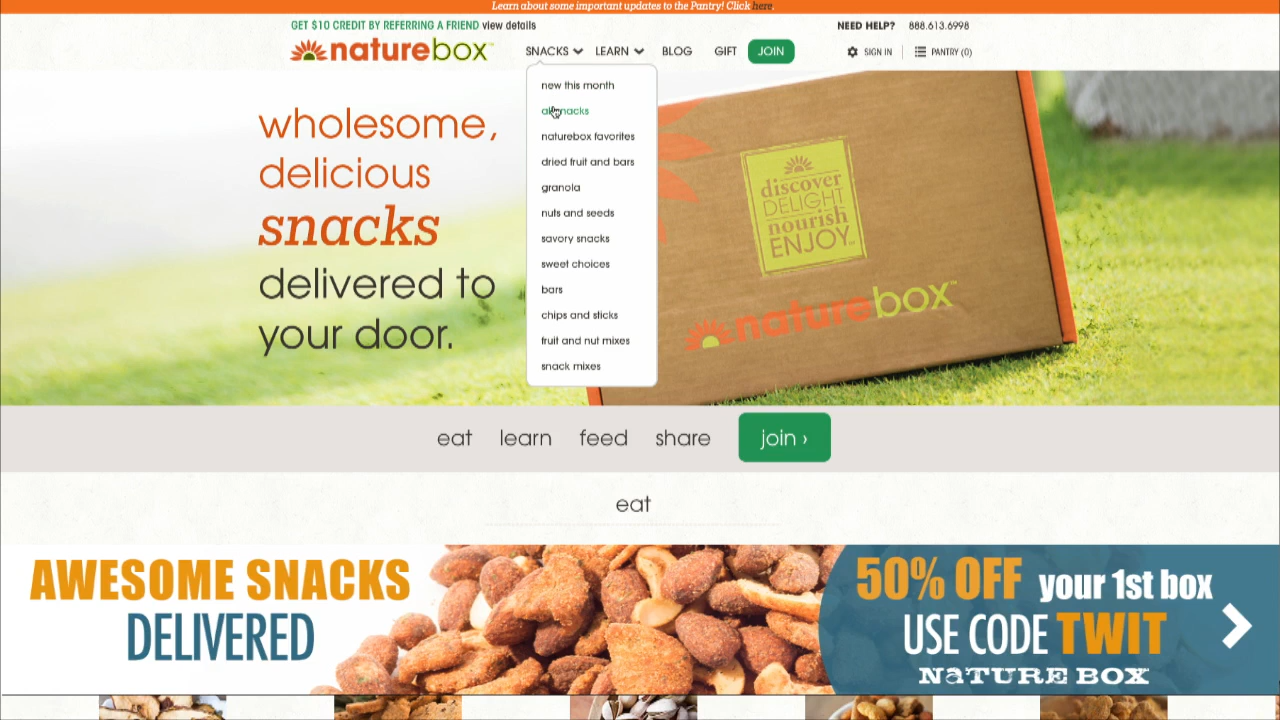 Learn about some important updates to the Pantry! Click here.
GET $10 CREDIT BY REFERRING A FRIEND view details
NEED HELP? 888.613.6998
naturebox™
SNACKS LEARN BLOG GIFT JOIN
SIGN IN PANTRY (0)
new this month
all snacks
naturebox favorites
dried fruit and bars
granola
nuts and seeds
savory snacks
sweet choices
bars
chips and sticks
fruit and nut mixes
snack mixes
wholesome,
delicious
snacks
delivered to
your door.
discover
DELIGHT
nourish
ENJOY™
naturebox™
eat learn feed share join ›
eat
AWESOME SNACKS
DELIVERED
50% OFF your 1st box
USE CODE TWIT
NATURE BOX